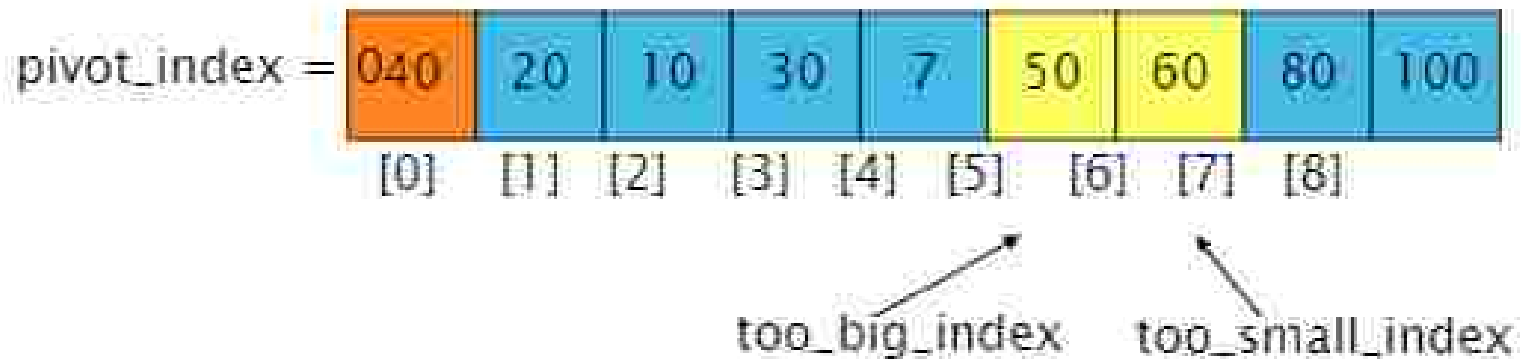 pivot_index = 040 20 10 30 7 50 60 80 100
[0] [1] [2] [3] [4] [5] [6] [7] [8]
too_big_index too_small_index